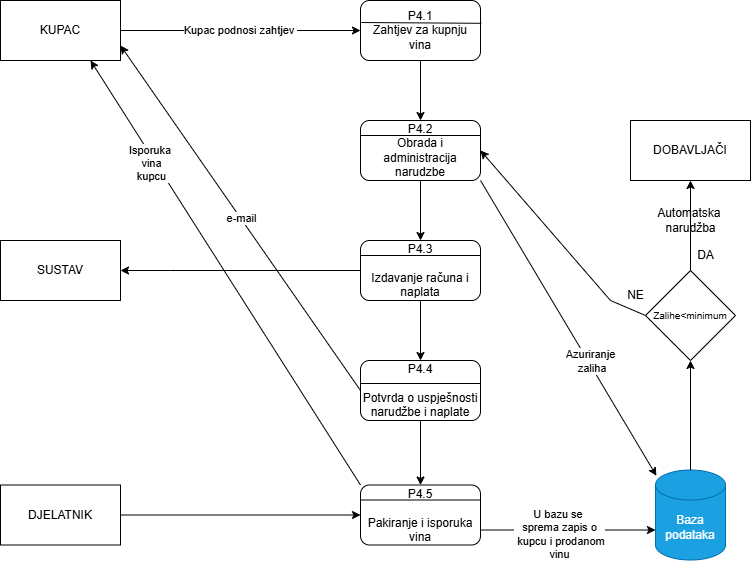 KUPAC
Kupac podnosi zahtjev
P4.1
Zahtjev za kupnju
vina
P4.2
Obrada i
administracija
narudzbe
DOBAVLJAČI
Isporuka
vina
kupcu
e-mail
Automatska
narudžba
DA
NE
Zalihe<minimum
SUSTAV
P4.3
Izdavanje računa i
naplata
Azuriranje
zaliha
P4.4
Potvrda o uspješnosti
narudžbe i naplate
DJELATNIK
P4.5
Pakiranje i isporuka
vina
U bazu se
sprema zapis o
kupcu i prodanom
vinu
Baza
podataka